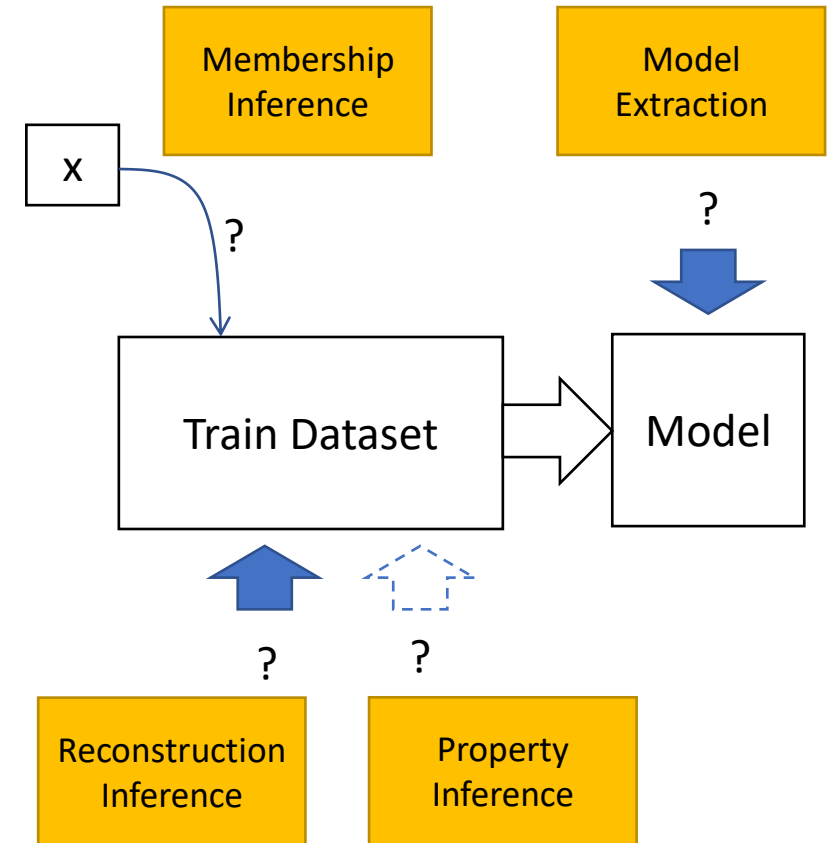 Membership
Inference
Model
Extraction
x
?
?
Train Dataset
Model
?
?
Reconstruction
Inference
Property
Inference